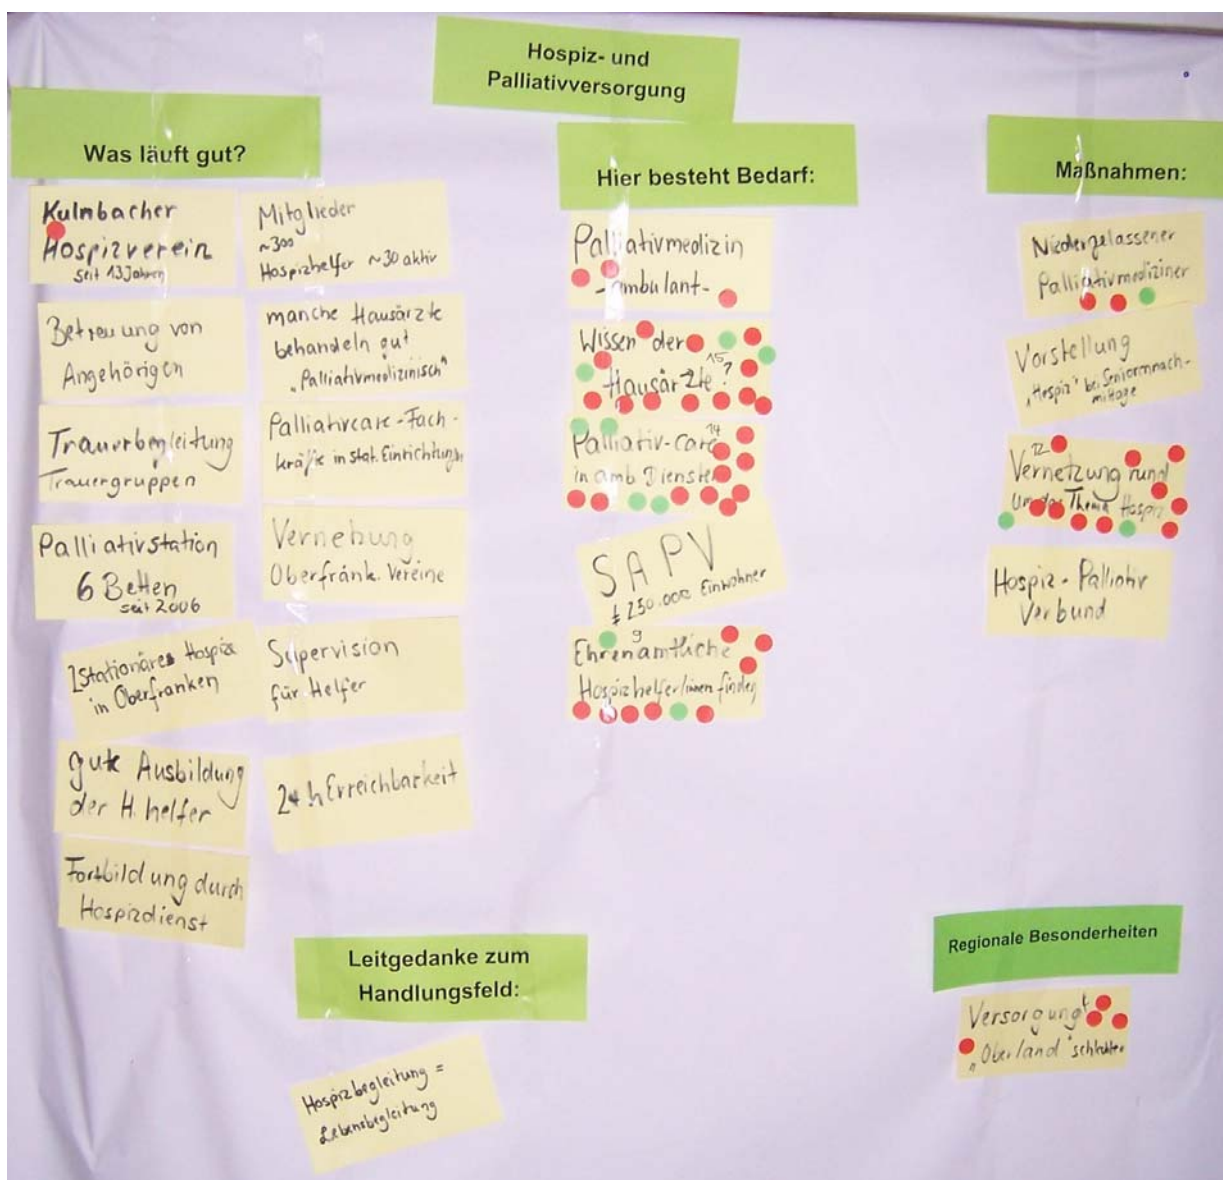 Hospiz- und
Palliativversorgung
Was läuft gut?
Kulmbacher
Hospizverein
seit 13 Jahren
Mitglieder
~300
Hospizhelfer ~30 aktiv
Betreuung von
Angehörigen
manche Hausärzte
behandeln gut
„Palliativmedizinisch"
Trauerbegleitung
Trauergruppen
Palliativcare-Fach-
kräfte in stat. Einrichtungen
Palliativstation
6 Betten
seit 2006
Vernetzung
Oberfränk. Vereine
Stationäres Hospiz
in Oberfranken
Supervision
für Helfer
gute Ausbildung
der H. helfer
24 h Erreichbarkeit
Fortbildung durch
Hospizdienst
Leitgedanke zum
Handlungsfeld:
Hospizbegleitung =
Lebensbegleitung
Hier besteht Bedarf:
Palliativmedizin
-ambulant-
Wissen der
15
Hausärzte?
14
Palliativ-Care
in amb Diensten
SAPV
250.000 Einwohner
9
Ehrenamtliche
Hospizhelfer/innen finden
Maßnahmen:
Niedergelassener
Palliativmediziner
Vorstellung
„Hospiz" bei Seniorennach-
mittage
12
Vernetzung rund
um das Thema Hospiz
Hospiz-Palliativ
Verbund
Regionale Besonderheiten
Versorgung
4
„Oberland" schlechter